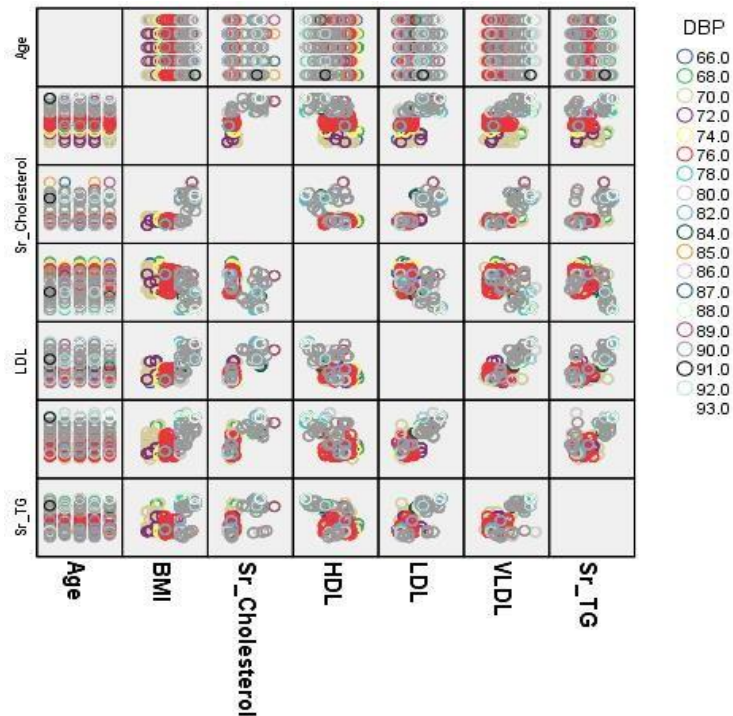 DBP
66.0
68.0
70.0
72.0
74.0
76.0
78.0
80.0
82.0
84.0
85.0
86.0
87.0
88.0
89.0
90.0
91.0
92.0
93.0
Age
Sr_Cholesterol
LDL
Sr_TG
Age
BMI
Sr_Cholesterol
HDL
LDL
VLDL
Sr_TG